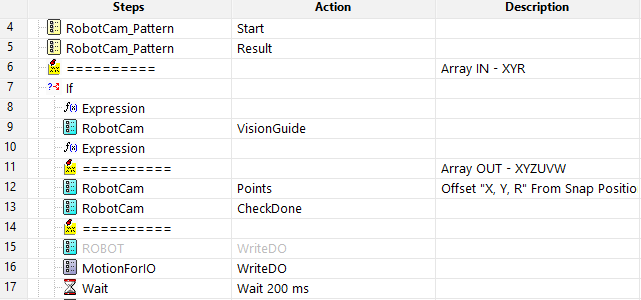 Steps Action Description
4 RobotCam_Pattern Start
5 RobotCam_Pattern Result
6 ========== Array IN - XYR
7 If
8 f(x) Expression
9 RobotCam VisionGuide
10 f(x) Expression
11 ========== Array OUT - XYZUVW
12 RobotCam Points Offset "X, Y, R" From Snap Positio
13 RobotCam CheckDone
14 ==========
15 ROBOT WriteDO
16 MotionForIO WriteDO
17 Wait Wait 200 ms